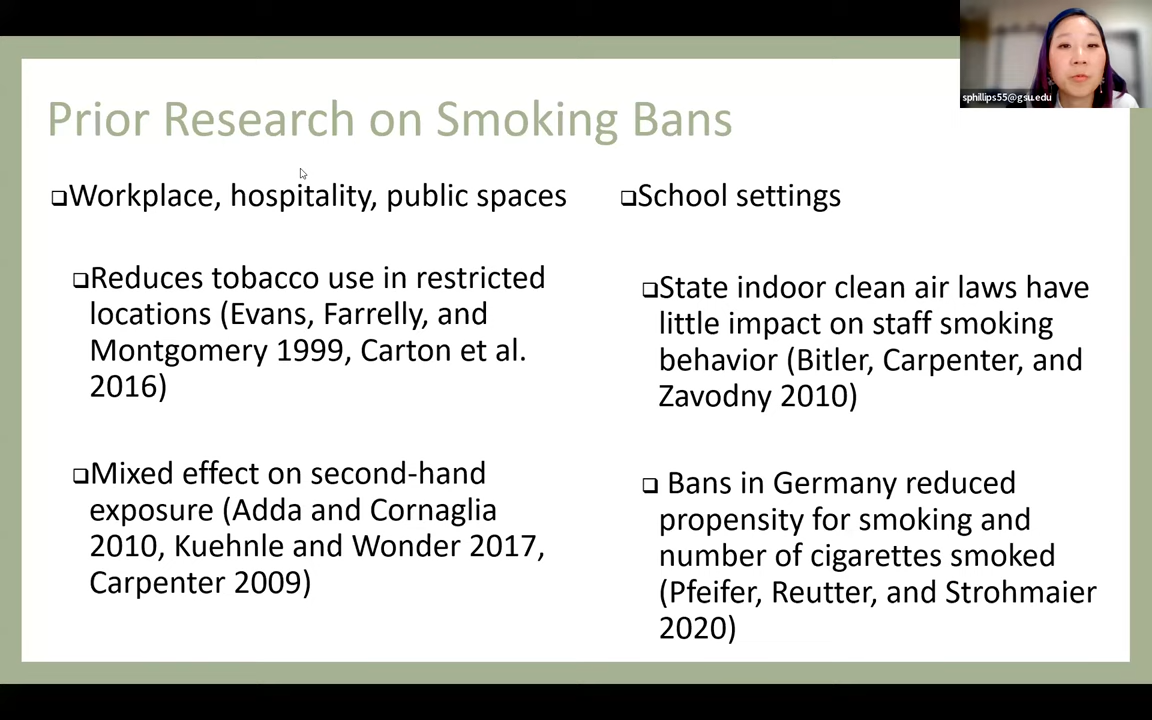 Prior Research on Smoking Bans
❑Workplace, hospitality, public spaces
❑Reduces tobacco use in restricted
locations (Evans, Farrelly, and
Montgomery 1999, Carton et al.
2016)
❑Mixed effect on second-hand
exposure (Adda and Cornaglia
2010, Kuehnle and Wonder 2017,
Carpenter 2009)
❑School settings
❑State indoor clean air laws have
little impact on staff smoking
behavior (Bitler, Carpenter, and
Zavodny 2010)
❑ Bans in Germany reduced
propensity for smoking and
number of cigarettes smoked
(Pfeifer, Reutter, and Strohmaier
2020)
sphillips55@gsu.edu